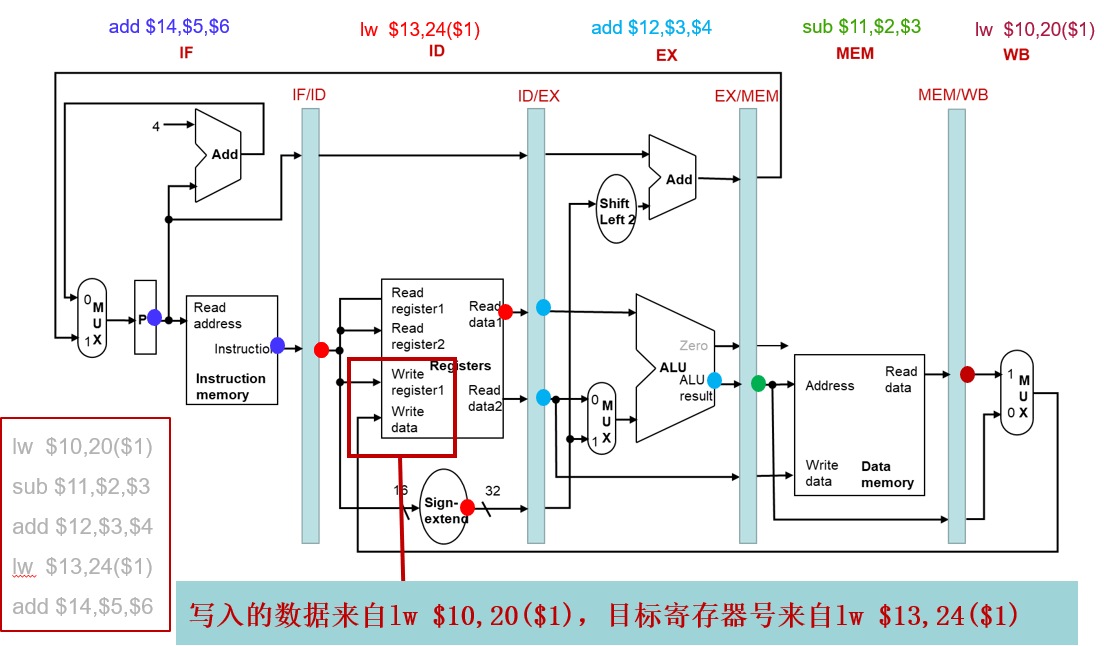 add $14,$5,$6
lw $13,24($1)
add $12,$3,$4
sub $11,$2,$3
lw $10,20($1)
IF
ID
EX
MEM
WB
IF/ID
ID/EX
EX/MEM
MEM/WB
4
Add
Add
Shift
Left 2
0
M
U
1 X
P
Read
address
Instruction
Instruction
memory
Read
register1
Read
register2
Write
register1
Write
data
Registers
Read
data1
Read
data2
16
Sign-
extend
32
0
M
U
1 X
Zero
ALU
ALU
result
Address
Read
data
Write
data
Data
memory
1
M
U
0 X
lw $10,20($1)
sub $11,$2,$3
add $12,$3,$4
lw $13,24($1)
add $14,$5,$6
写入的数据来自lw $10,20($1)，目标寄存器号来自lw $13,24($1)